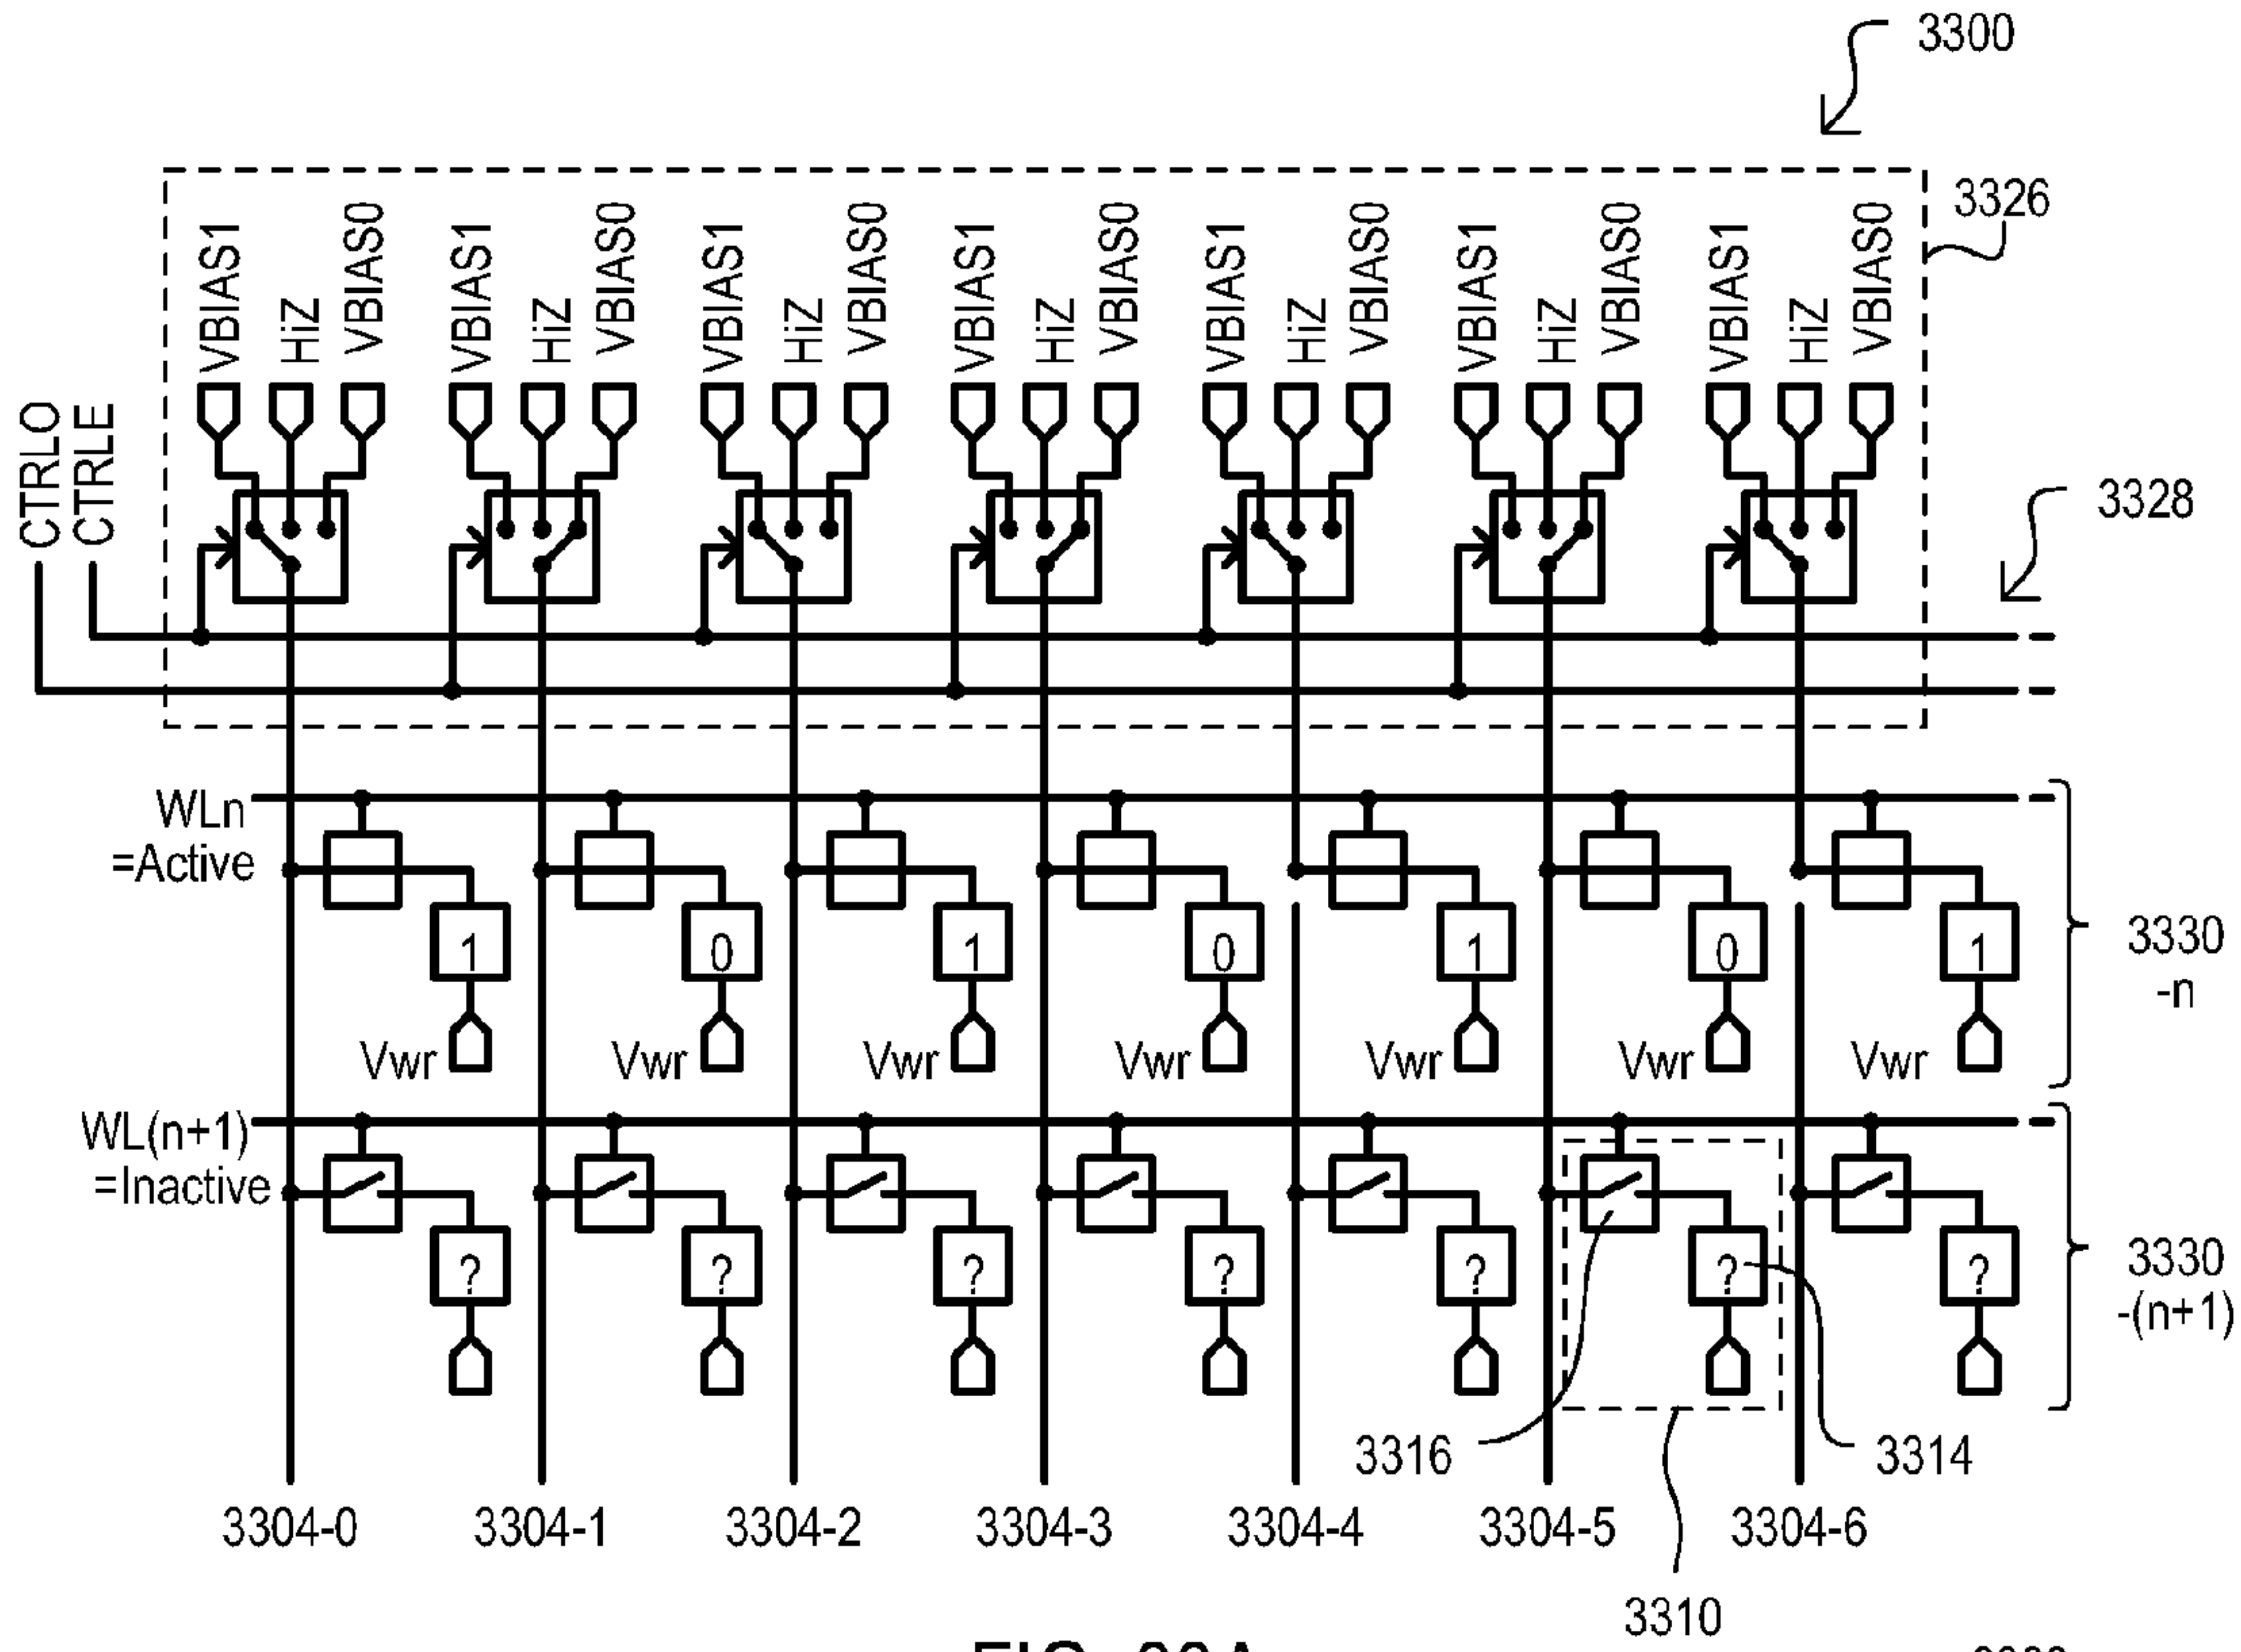 3300
3326
VBIAS1 HiZ VBIAS0 VBIAS1 HiZ VBIAS0 VBIAS1 HiZ VBIAS0 VBIAS1 HiZ VBIAS0 VBIAS1 HiZ VBIAS0 VBIAS1 HiZ VBIAS0 VBIAS1 HiZ VBIAS0
CTRLO
CTRLE
3328
WLn
=Active
1 0 1 0 1 0 1
3330
-n
Vwr Vwr Vwr Vwr Vwr Vwr Vwr
WL(n+1)
=Inactive
? ? ? ? ? ? ?
3330
-(n+1)
3316
3314
3304-0 3304-1 3304-2 3304-3 3304-4 3304-5 3304-6
3310